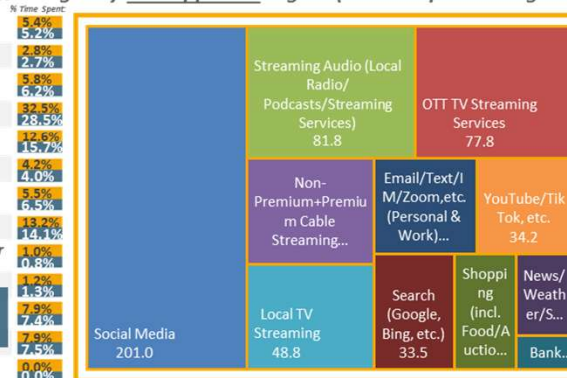 % Time Spent:
5.4%
5.2%
2.8%
2.7%
5.8%
6.2%
32.5%
28.5%
12.6%
15.7%
4.2%
4.0%
5.5%
6.5%
13.2%
14.1%
1.0%
0.8%
1.2%
1.3%
7.9%
7.4%
7.9%
7.5%
0.0%
0.0%
Social Media
201.0
Streaming Audio (Local
Radio/
Podcasts/Streaming
Services)
81.8
OTT TV Streaming
Services
77.8
Non-
Premium+Premiu
m Cable
Streaming...
Email/Text/I
M/Zoom,etc.
(Personal &
Work)...
YouTube/Tik
Tok, etc.
34.2
Local TV
Streaming
48.8
Search
(Google,
Bing, etc.)
33.5
Shoppi
ng
(incl.
Food/A
uctio...
News/
Weath
er/S...
Bank...